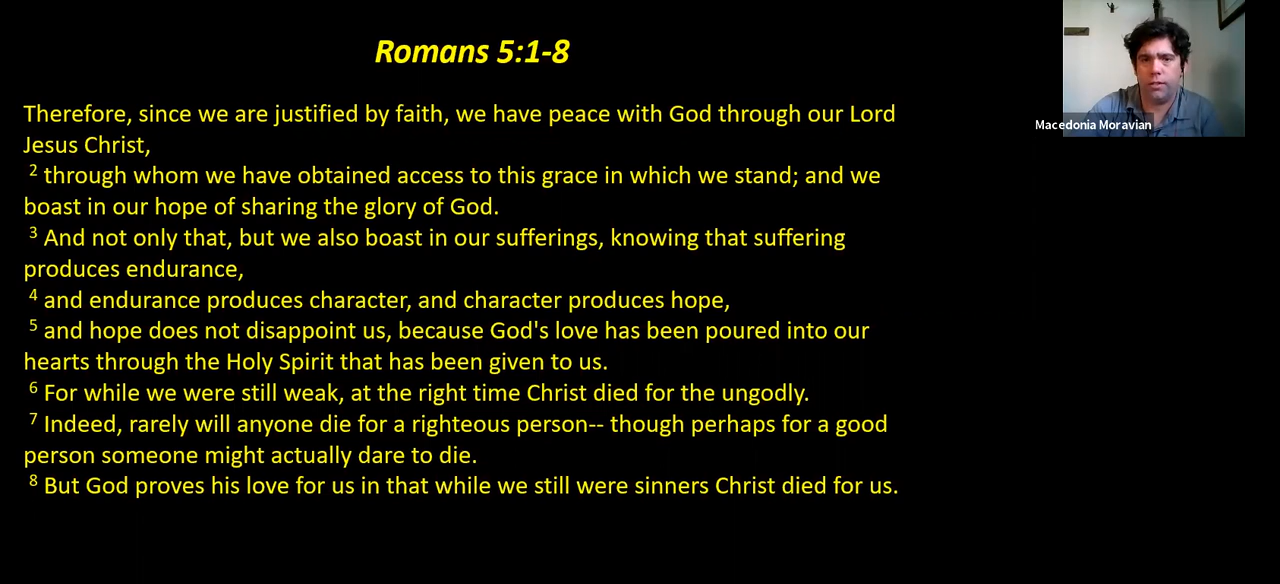 Romans 5:1-8
Macedonia Moravian
Therefore, since we are justified by faith, we have peace with God through our Lord
Jesus Christ,
2 through whom we have obtained access to this grace in which we stand; and we
boast in our hope of sharing the glory of God.
3 And not only that, but we also boast in our sufferings, knowing that suffering
produces endurance,
4 and endurance produces character, and character produces hope,
5 and hope does not disappoint us, because God's love has been poured into our
hearts through the Holy Spirit that has been given to us.
6 For while we were still weak, at the right time Christ died for the ungodly.
7 Indeed, rarely will anyone die for a righteous person-- though perhaps for a good
person someone might actually dare to die.
8 But God proves his love for us in that while we still were sinners Christ died for us.